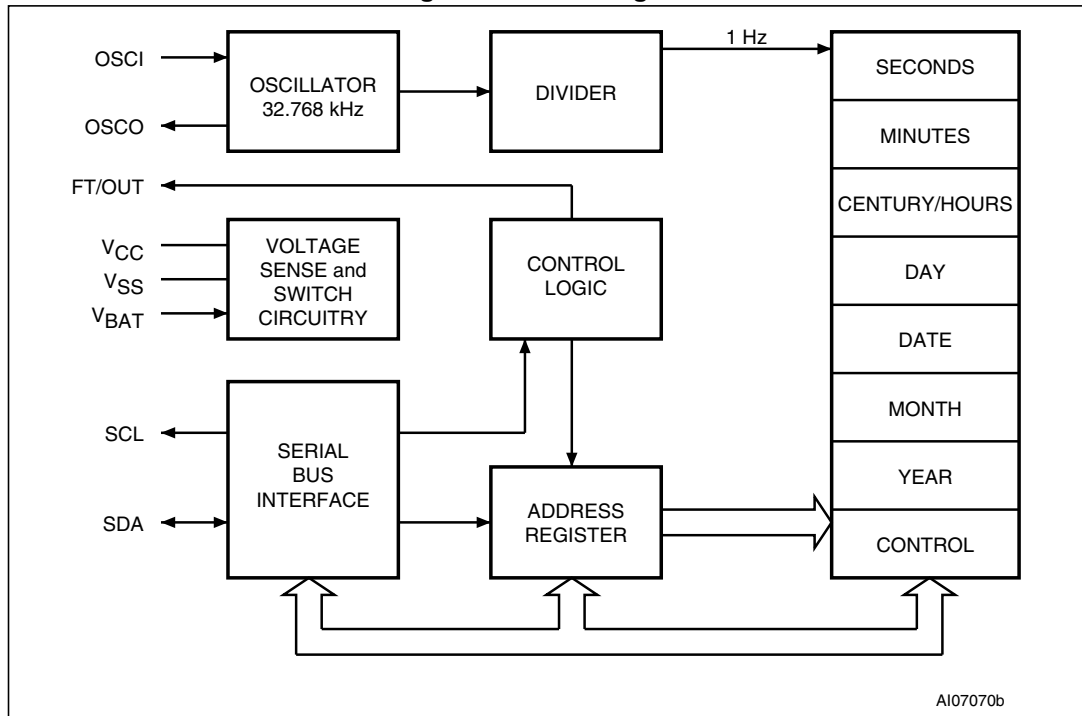 OSCI
OSCO
FT/OUT
VCC
VSS
VBAT
SCL
SDA
OSCILLATOR
32.768 kHz
DIVIDER
1 Hz
VOLTAGE
SENSE and
SWITCH
CIRCUITRY
CONTROL
LOGIC
SERIAL
BUS
INTERFACE
ADDRESS
REGISTER
SECONDS
MINUTES
CENTURY/HOURS
DAY
DATE
MONTH
YEAR
CONTROL
AI07070b